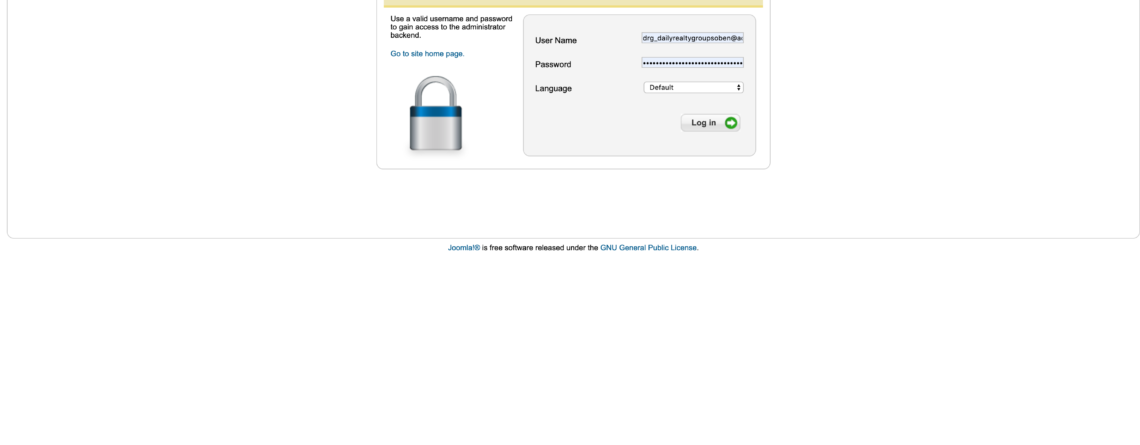 Use a valid username and password
to gain access to the administrator
backend.
Go to site home page.
User Name
drg_dailyrealtygroupsoben@a
Password
••••••••••••••••••••••••••••••
Language
Default
Log in
Joomla!® is free software released under the GNU General Public License.